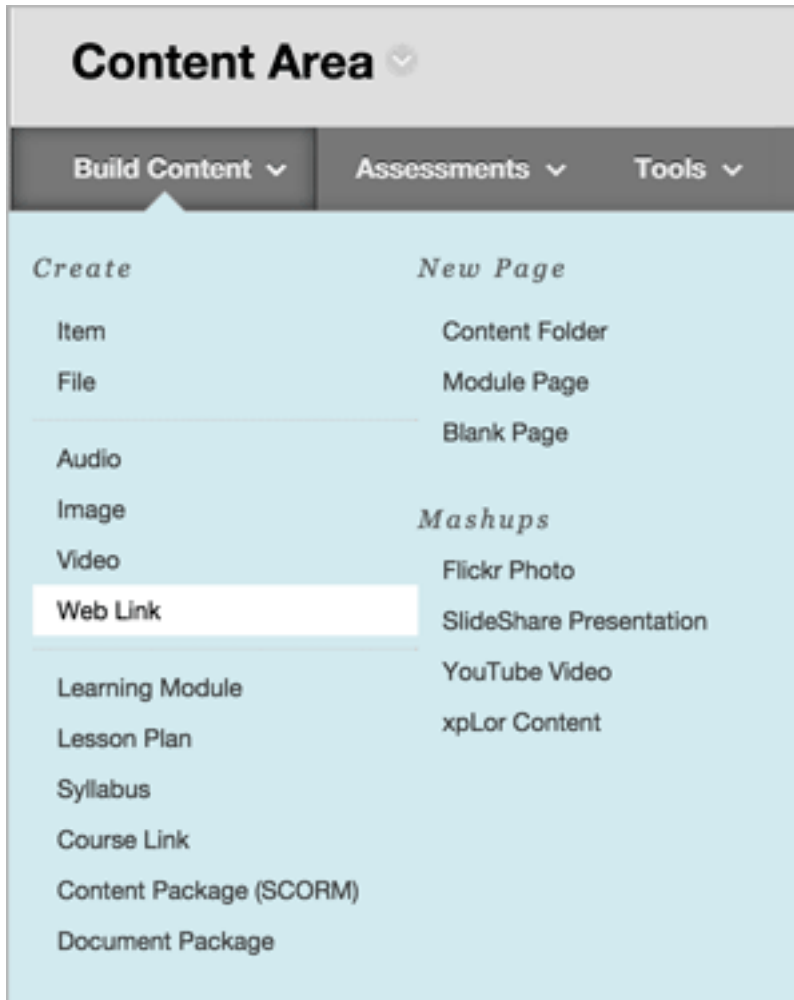 Content Area
Build Content Assessments Tools
Create
Item
File
Audio
Image
Video
Web Link
Learning Module
Lesson Plan
Syllabus
Course Link
Content Package (SCORM)
Document Package
New Page
Content Folder
Module Page
Blank Page
Mashups
Flickr Photo
SlideShare Presentation
YouTube Video
xpLor Content